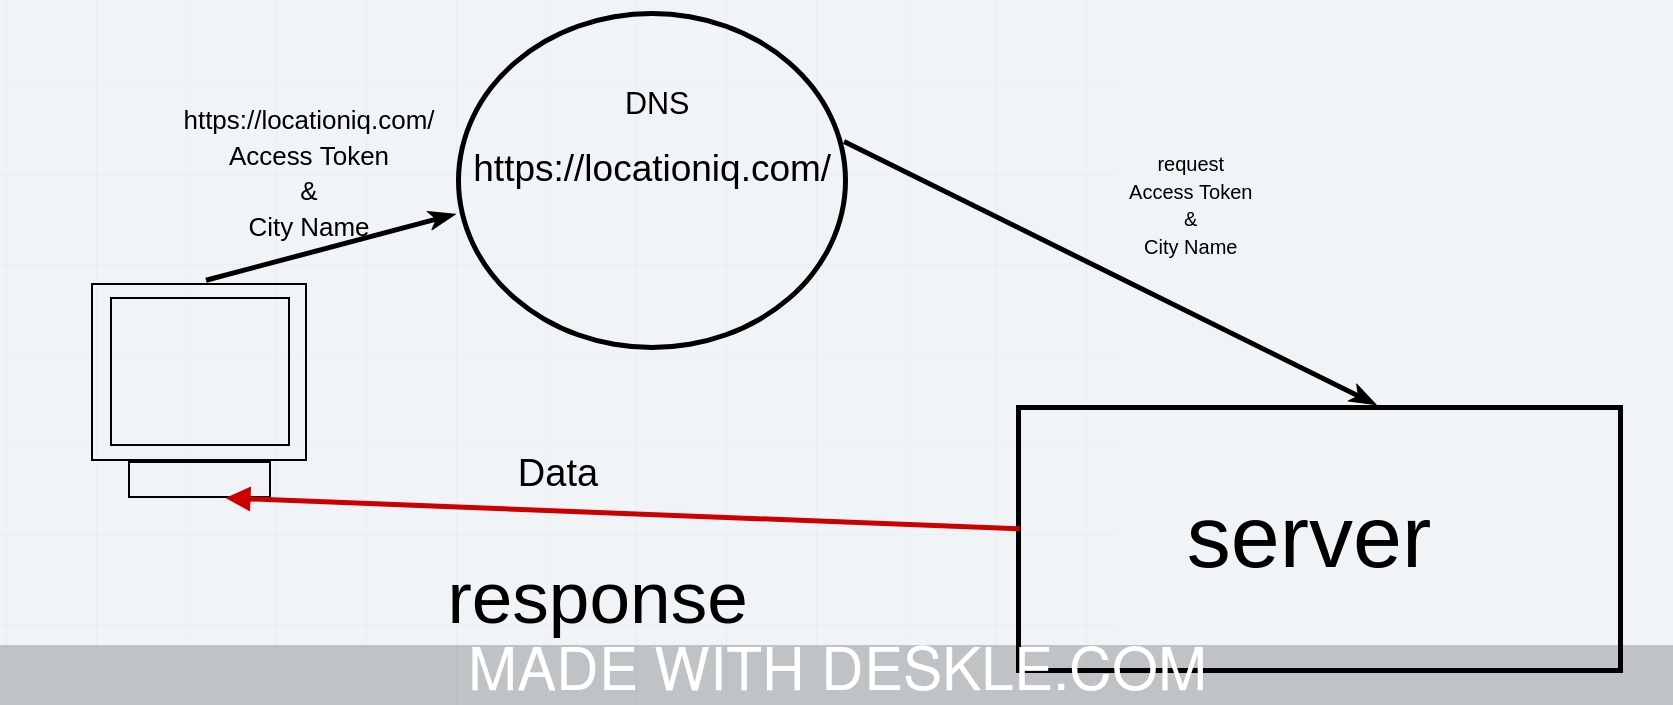 https://locationiq.com/
Access Token
&
City Name
DNS
https://locationiq.com/
request
Access Token
&
City Name
Data
server
response
MADE WITH DESKLE.COM